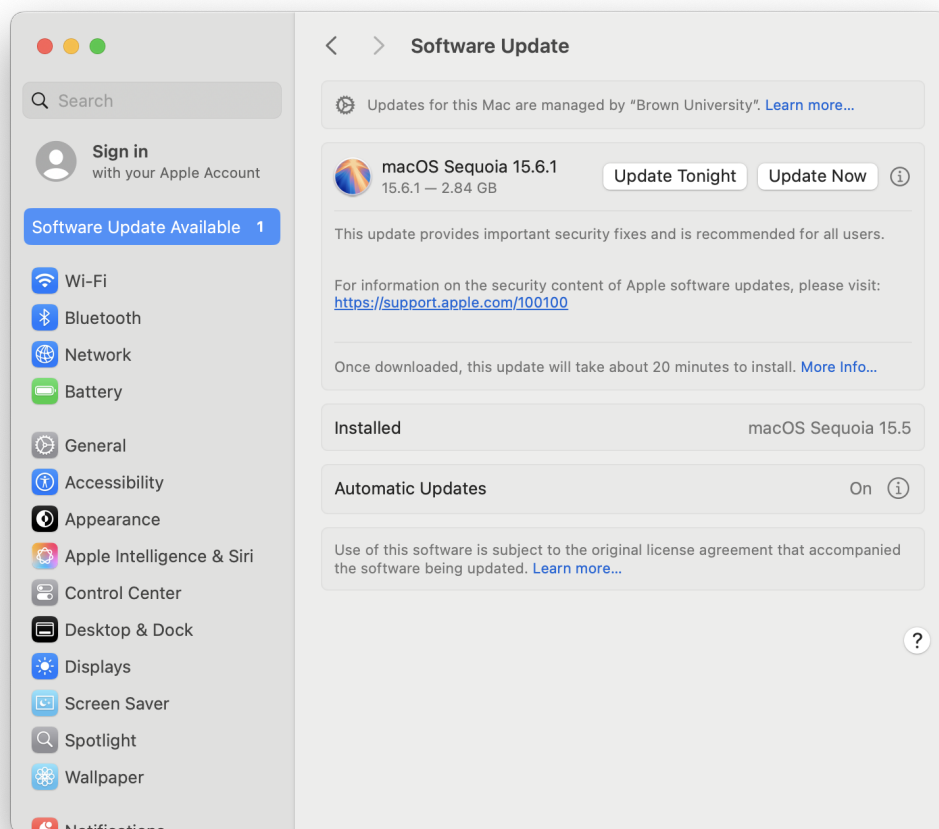 Search
Sign in
with your Apple Account
Software Update Available 1
Wi-Fi
Bluetooth
Network
Battery
General
Accessibility
Appearance
Apple Intelligence & Siri
Control Center
Desktop & Dock
Displays
Screen Saver
Spotlight
Wallpaper
Notifications
Software Update
Updates for this Mac are managed by “Brown University”. Learn more...
macOS Sequoia 15.6.1
15.6.1 — 2.84 GB
Update Tonight
Update Now
This update provides important security fixes and is recommended for all users.
For information on the security content of Apple software updates, please visit:
https://support.apple.com/100100
Once downloaded, this update will take about 20 minutes to install. More Info...
Installed
macOS Sequoia 15.5
Automatic Updates
On
Use of this software is subject to the original license agreement that accompanied
the software being updated. Learn more...
?